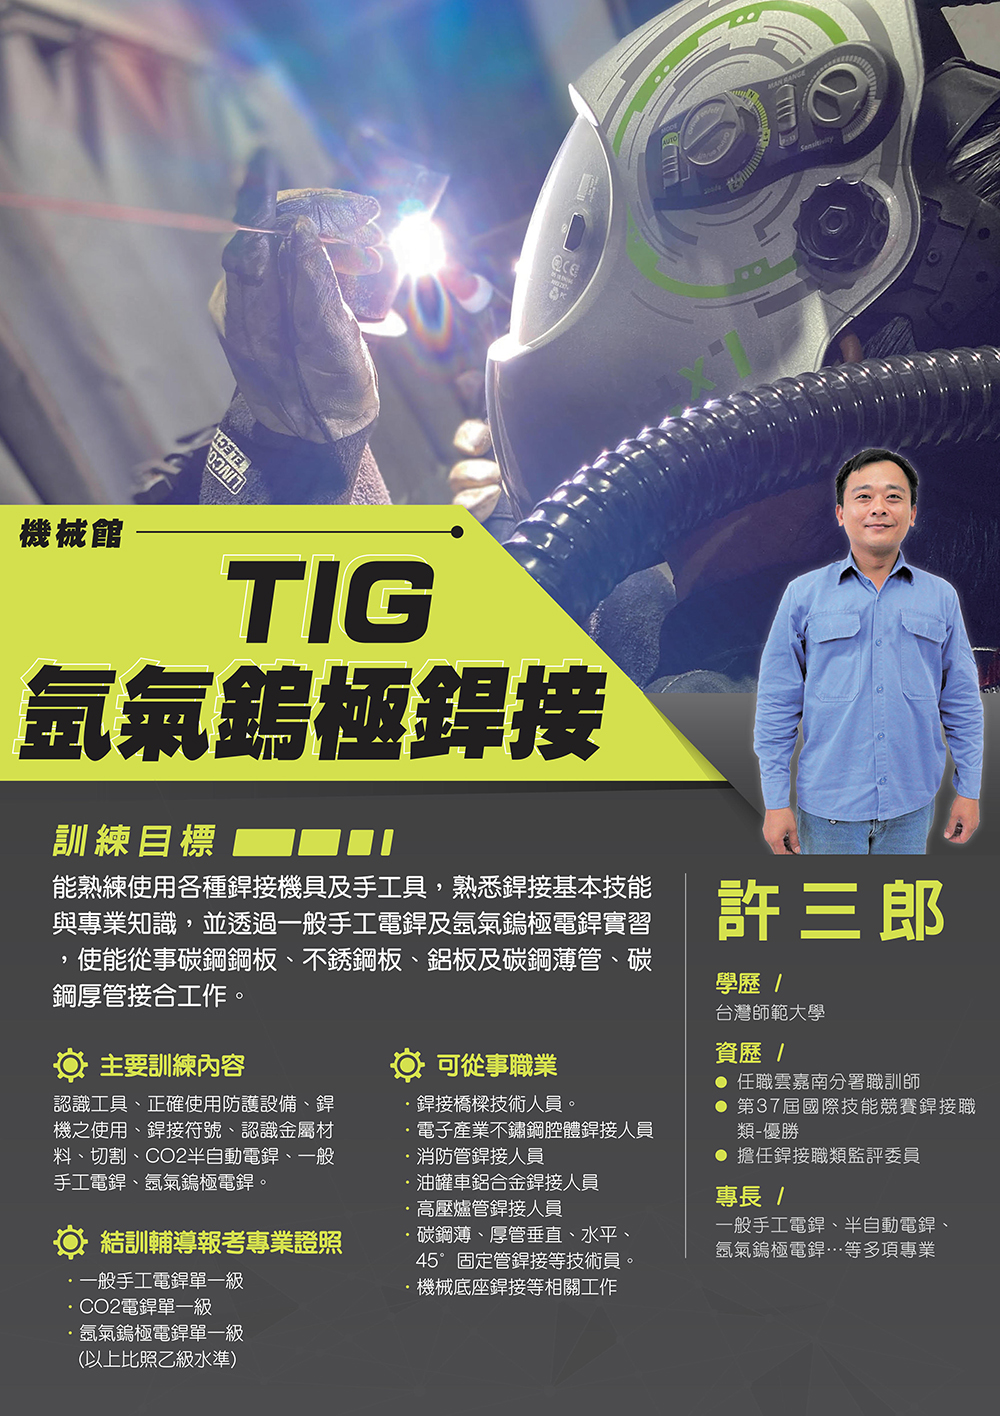 MODE
MAN RANGE
Sensitivity
X7
LINCOLN
ELEC
機械館
TIG
氬氣鎢極銲接
訓練目標
能熟練使用各種銲接機具及手工具，熟悉銲接基本技能
與專業知識，並透過一般手工電銲及氬氣鎢極電銲實習
，使能從事碳鋼鋼板、不銹鋼板、鋁板及碳鋼薄管、碳
鋼厚管接合工作。
主要訓練內容
認識工具、正確使用防護設備、銲
機之使用、銲接符號、認識金屬材
料、切割、CO2半自動電銲、一般
手工電銲、氬氣鎢極電銲。
結訓輔導報考專業證照
·一般手工電銲單一級
·CO2電銲單一級
·氬氣鎢極電銲單一級
(以上比照乙級水準)
可從事職業
·銲接橋樑技術人員。
·電子產業不鏽鋼腔體銲接人員
·消防管銲接人員
·油罐車鋁合金銲接人員
·高壓爐管銲接人員
·碳鋼薄、厚管垂直、水平、
45°固定管銲接等技術員。
·機械底座銲接等相關工作
許三郎
學歷 /
台灣師範大學
資歷 /
● 任職雲嘉南分署職訓師
● 第37屆國際技能競賽銲接職
類-優勝
● 擔任銲接職類監評委員
專長 /
一般手工電銲、半自動電銲、
氬氣鎢極電銲…等多項專業